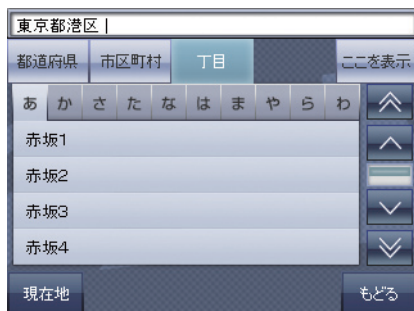 東京都港区
都道府県 市区町村 丁目 ここを表示
あ か さ た な は ま や ら わ
赤坂1
赤坂2
赤坂3
赤坂4
現在地 もどる